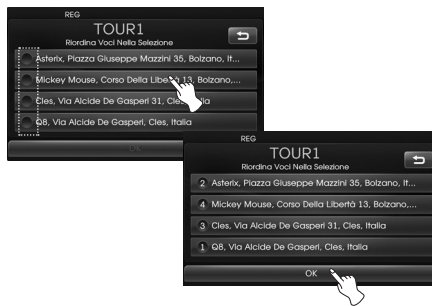 REG
TOUR1
Riordina Voci Nella Selezione
Asterix, Piazza Giuseppe Mazzini 35, Bolzano, It...
Mickey Mouse, Corso Della Libertà 13, Bolzano,...
Cles, Via Alcide De Gasperi 31, Cles, Italia
Q8, Via Alcide De Gasperi, Cles, Italia
OK
REG
TOUR1
Riordina Voci Nella Selezione
2 Asterix, Piazza Giuseppe Mazzini 35, Bolzano, It...
4 Mickey Mouse, Corso Della Libertà 13, Bolzano,...
3 Cles, Via Alcide De Gasperi 31, Cles, Italia
1 Q8, Via Alcide De Gasperi, Cles, Italia
OK